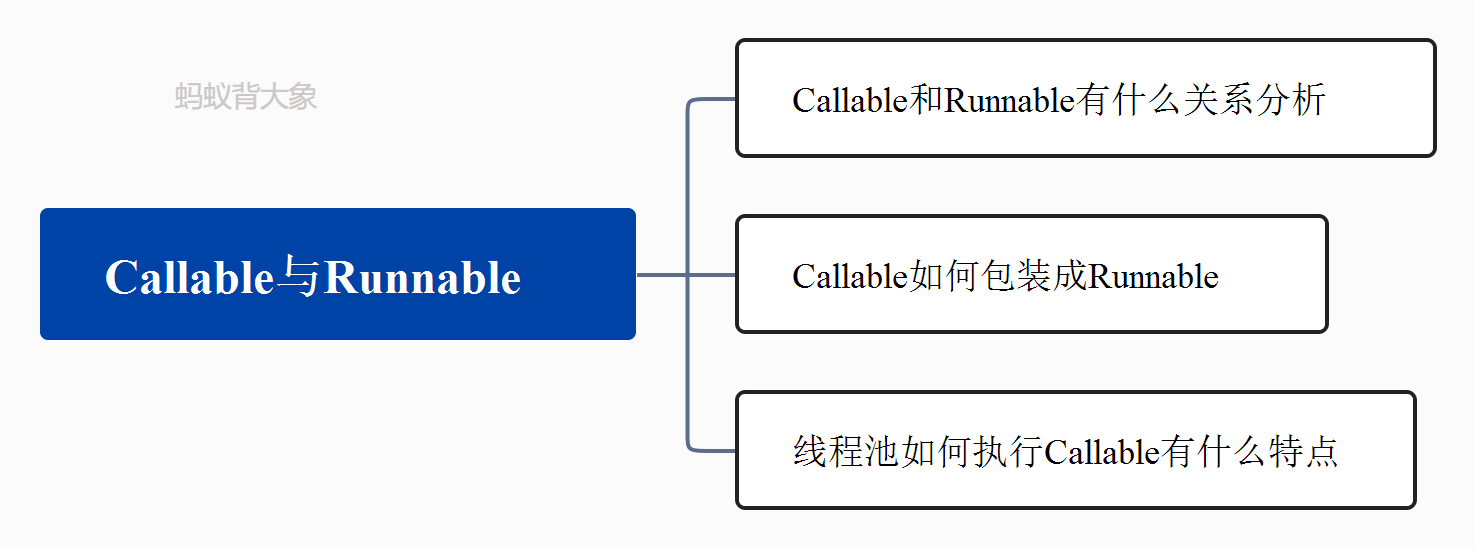 蚂蚁背大象
Callable和Runnable有什么关系分析
Callable与Runnable
Callable如何包装成Runnable
线程池如何执行Callable有什么特点